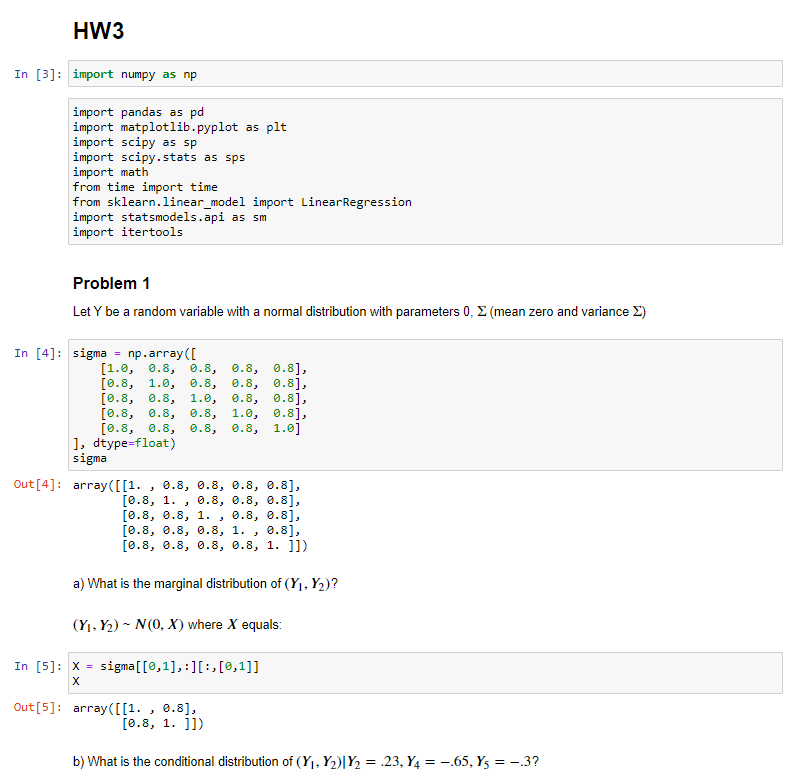 HW3
In [3]: import numpy as np
import pandas as pd
import matplotlib.pyplot as plt
import scipy as sp
import scipy.stats as sps
import math
from time import time
from sklearn.linear_model import LinearRegression
import statsmodels.api as sm
import itertools
Problem 1
Let Y be a random variable with a normal distribution with parameters 0, Σ (mean zero and variance Σ)
In [4]: sigma = np.array([
[1.0, 0.8, 0.8, 0.8, 0.8],
[0.8, 1.0, 0.8, 0.8, 0.8],
[0.8, 0.8, 1.0, 0.8, 0.8],
[0.8, 0.8, 0.8, 1.0, 0.8],
[0.8, 0.8, 0.8, 0.8, 1.0]
], dtype=float)
sigma
Out[4]: array([[1. , 0.8, 0.8, 0.8, 0.8],
[0.8, 1. , 0.8, 0.8, 0.8],
[0.8, 0.8, 1. , 0.8, 0.8],
[0.8, 0.8, 0.8, 1. , 0.8],
[0.8, 0.8, 0.8, 0.8, 1. ]])
a) What is the marginal distribution of (Y₁, Y₂)?
(Y₁, Y₂) ~ N(0, X) where X equals:
In [5]: X = sigma[[0,1],:][:,[0,1]]
X
Out[5]: array([[1. , 0.8],
[0.8, 1. ]])
b) What is the conditional distribution of (Y₁, Y₂)|Y₂ = .23, Y₄ = −.65, Y₅ = −.3?